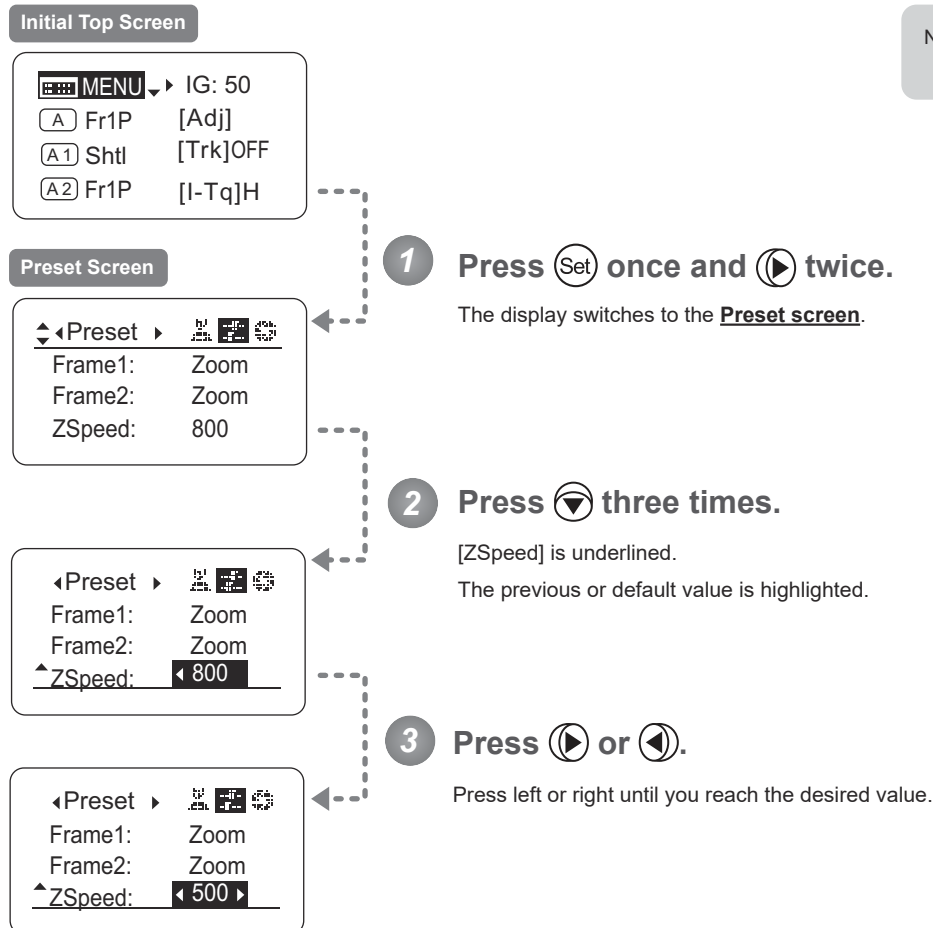 Initial Top Screen
MENU IG: 50
A Fr1P [Adj]
A1 Shtl [Trk]OFF
A2 Fr1P [I-Tq]H
1 Press Set once and twice.
The display switches to the Preset screen.
Preset Screen
Preset
Frame1: Zoom
Frame2: Zoom
ZSpeed: 800
2 Press three times.
[ZSpeed] is underlined.
The previous or default value is highlighted.
Preset
Frame1: Zoom
Frame2: Zoom
ZSpeed: 800
3 Press or .
Press left or right until you reach the desired value.
Preset
Frame1: Zoom
Frame2: Zoom
ZSpeed: 500